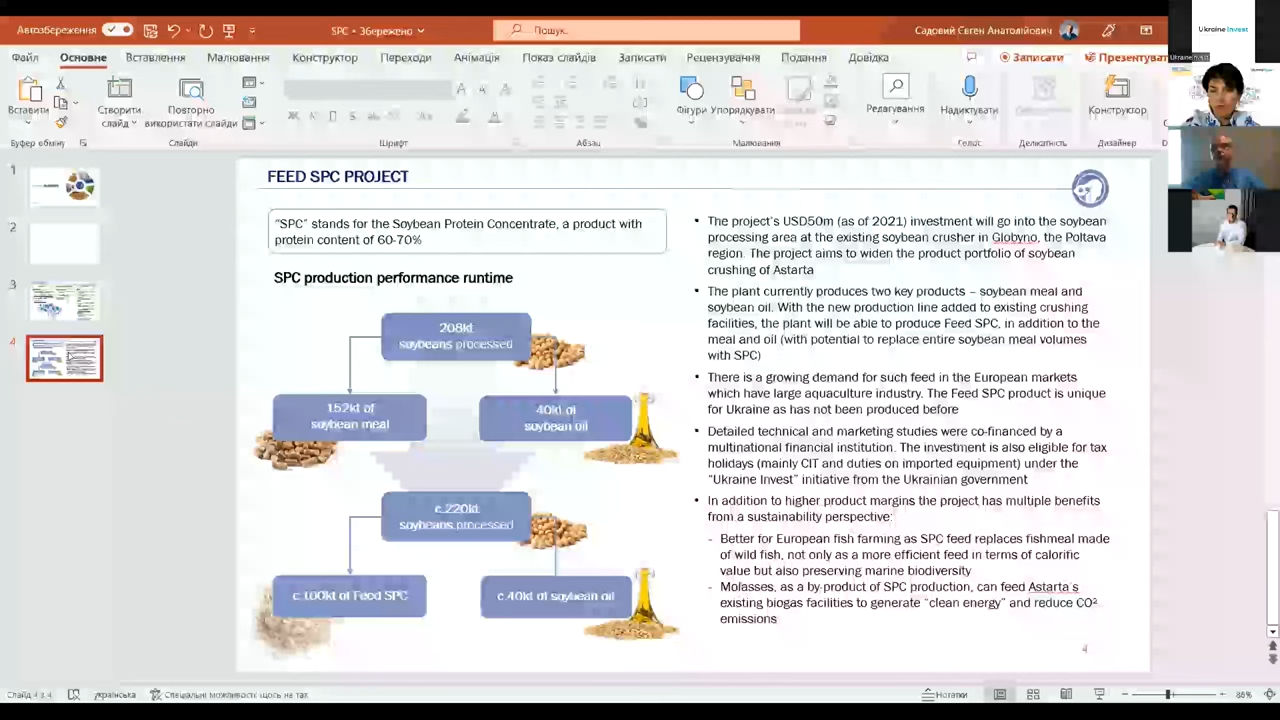 Автозбереження
SPC • Збережено
Пошук
Садовий Євген Анатолійович
Ukraine Invest
Файл
Основне
Вставлення
Малювання
Конструктор
Переходи
Анімація
Показ слайдів
Записати
Рецензування
Подання
Довідка
Записати
Презентувати
Вставити
Створити
слайд
Повторно
використати слайди
Фігури
Упорядкувати
Редагування
Надиктувати
Конструктор
Буфер обміну
Слайди
Шрифт
Абзац
Малювання
Голос
Делікатність
Дизайнер
1
2
3
4
FEED SPC PROJECT
“SPC” stands for the Soybean Protein Concentrate, a product with
protein content of 60-70%
SPC production performance runtime
208kt
soybeans processed
152kt of
soybean meal
40kt of
soybean oil
c.220kt
soybeans processed
c.100kt of Feed SPC
c.40kt of soybean oil
• The project’s USD50m (as of 2021) investment will go into the soybean
processing area at the existing soybean crusher in Globyno, the Poltava
region. The project aims to widen the product portfolio of soybean
crushing of Astarta
• The plant currently produces two key products – soybean meal and
soybean oil. With the new production line added to existing crushing
facilities, the plant will be able to produce Feed SPC, in addition to the
meal and oil (with potential to replace entire soybean meal volumes
with SPC)
• There is a growing demand for such feed in the European markets
which have large aquaculture industry. The Feed SPC product is unique
for Ukraine as has not been produced before
• Detailed technical and marketing studies were co-financed by a
multinational financial institution. The investment is also eligible for tax
holidays (mainly CIT and duties on imported equipment) under the
“Ukraine Invest” initiative from the Ukrainian government
• In addition to higher product margins the project has multiple benefits
from a sustainability perspective:
- Better for European fish farming as SPC feed replaces fishmeal made
of wild fish, not only as a more efficient feed in terms of calorific
value but also preserving marine biodiversity
- Molasses, as a by-product of SPC production, can feed Astarta’s
existing biogas facilities to generate “clean energy” and reduce CO²
emissions
4
Слайд 4 з 4
українська
Спеціальні можливості: щось не так
Нотатки
86%